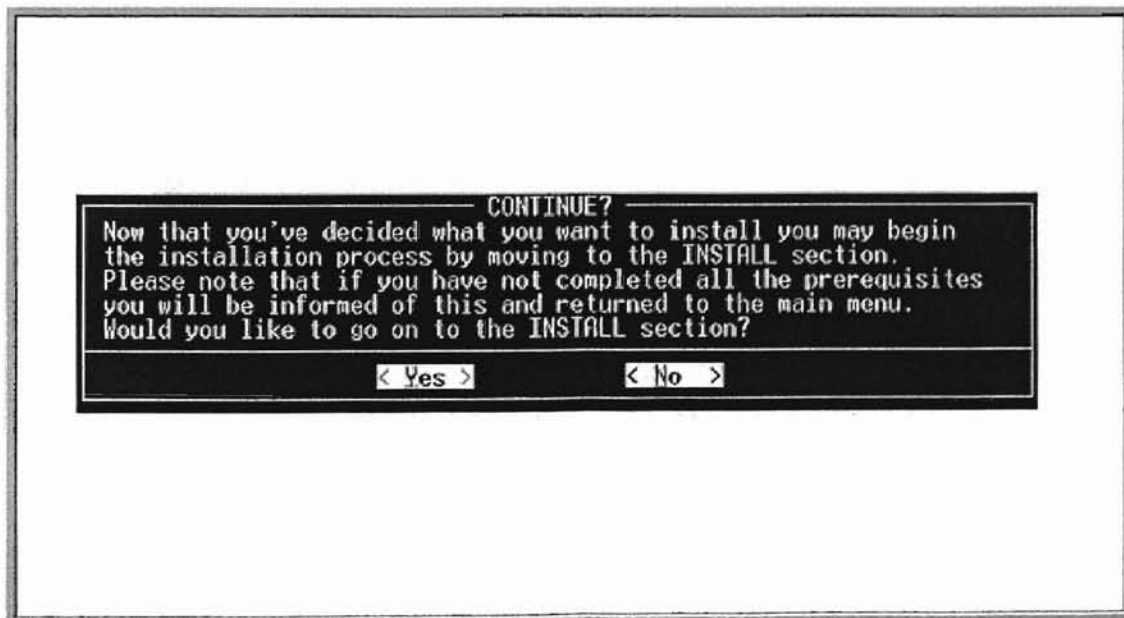 CONTINUE?
Now that you've decided what you want to install you may begin
the installation process by moving to the INSTALL section.
Please note that if you have not completed all the prerequisites
you will be informed of this and returned to the main menu.
Would you like to go on to the INSTALL section?
< Yes > < No >